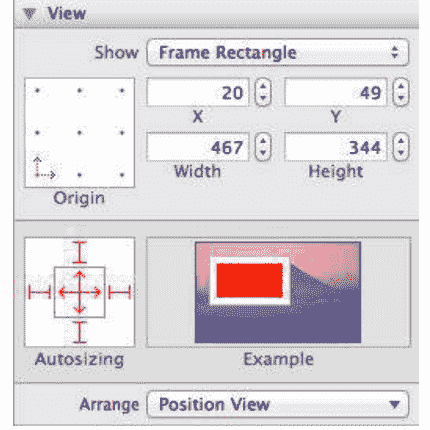 View
Show Frame Rectangle
20 49
X Y
467 344
Width Height
Origin
Autosizing Example
Arrange Position View